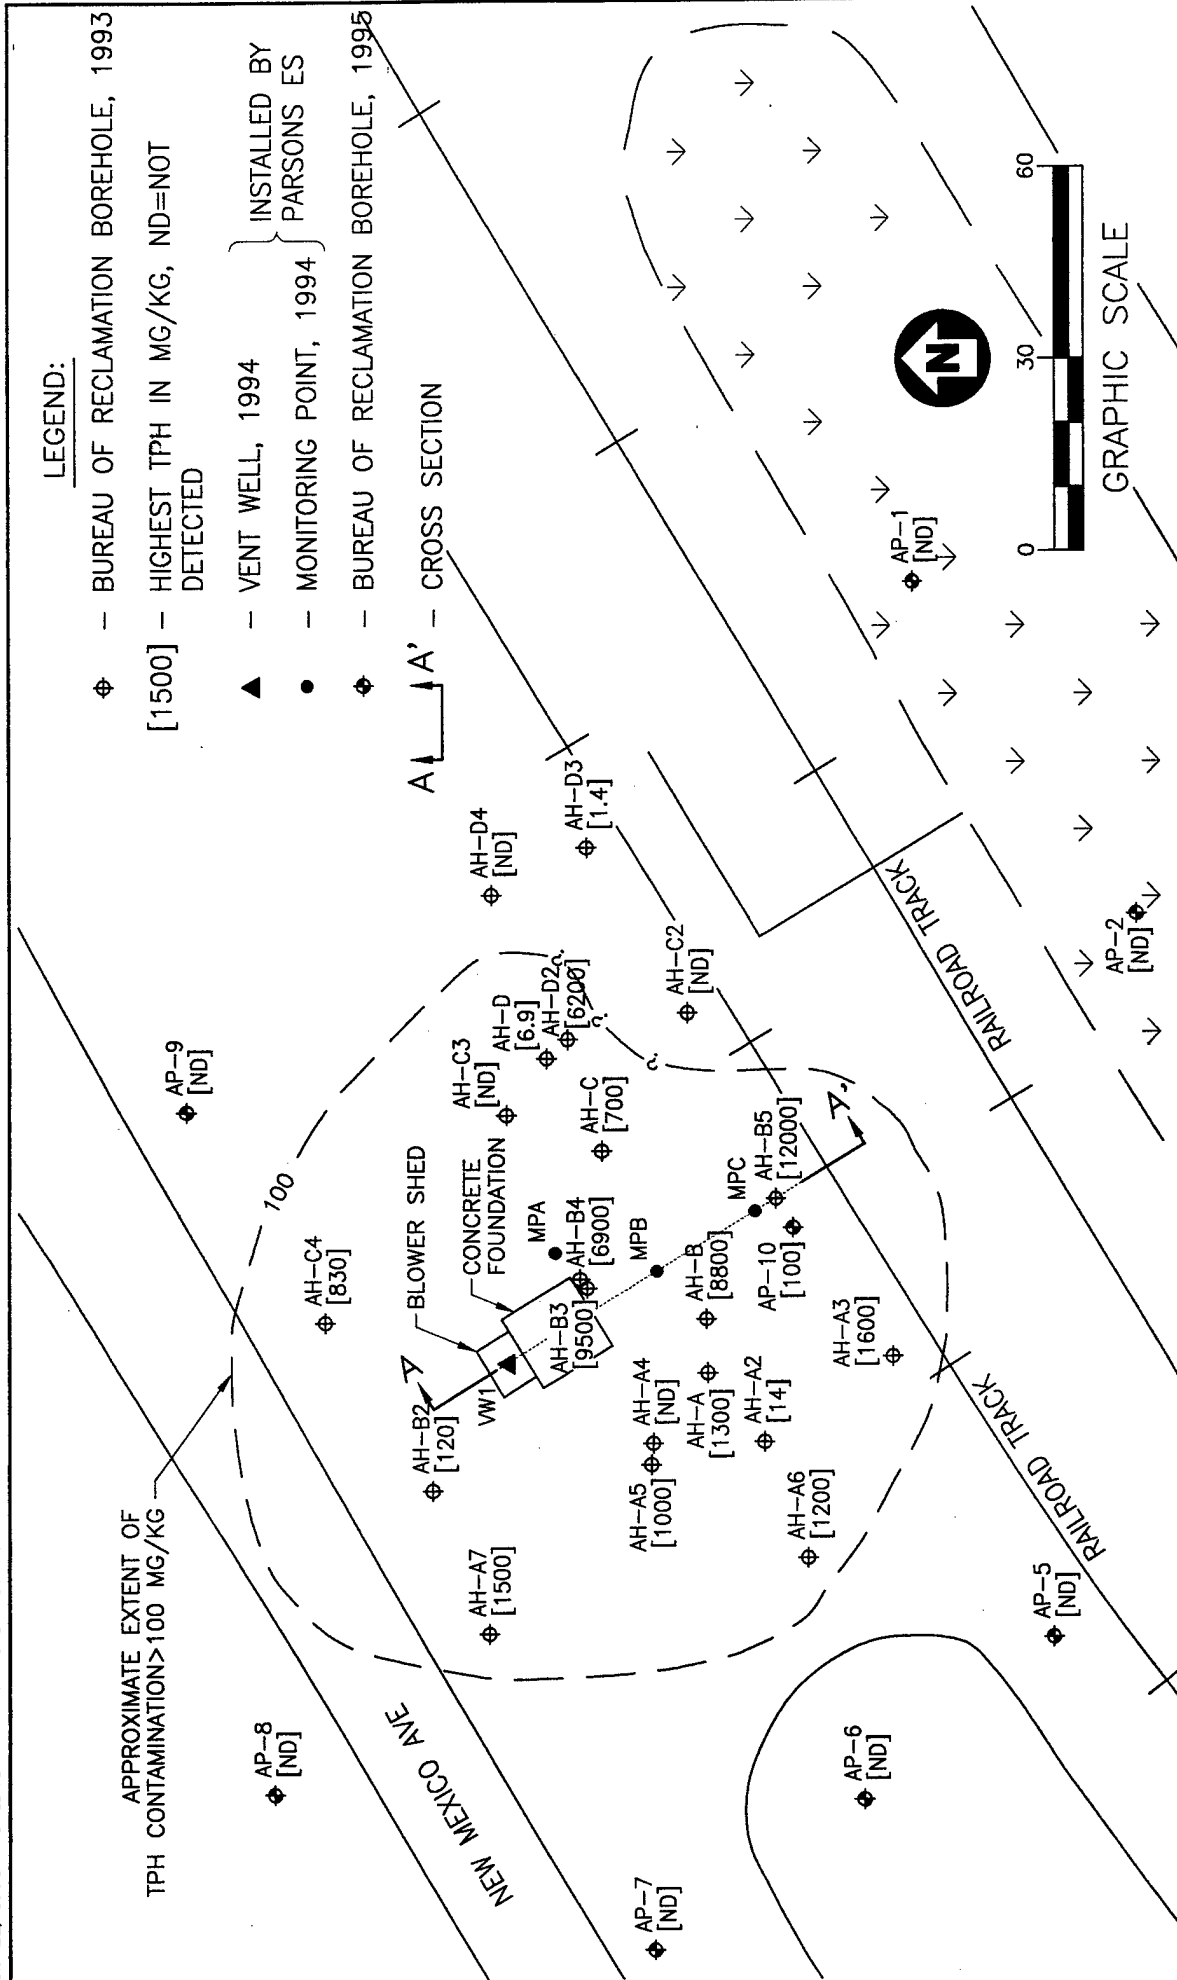 LEGEND:
– BUREAU OF RECLAMATION BOREHOLE, 1993
[1500] – HIGHEST TPH IN MG/KG, ND=NOT
DETECTED
– VENT WELL, 1994
– MONITORING POINT, 1994
INSTALLED BY
PARSONS ES
– BUREAU OF RECLAMATION BOREHOLE, 1995
A A' – CROSS SECTION
APPROXIMATE EXTENT OF
TPH CONTAMINATION>100 MG/KG
100
AP-8
[ND]
AP-9
[ND]
NEW MEXICO AVE
AH-C4
[830]
AH-B2
[120]
AH-A7
[1500]
BLOWER SHED
CONCRETE
FOUNDATION
A
VW1
AH-C3
[ND]
AH-D
[6.9]
AH-D2
[6200]
?
?
?
AH-D4
[ND]
AH-D3
[1.4]
AH-C
[700]
AH-C2
[ND]
MPA
AH-B4
[6900]
AH-B3
[9500]
MPB
AH-B
[8800]
MPC
AH-B5
[12000]
AP-10
[100]
A'
AH-A5
[1000]
AH-A4
[ND]
AH-A
[1300]
AH-A2
[14]
AH-A3
[1600]
AH-A6
[1200]
AP-7
[ND]
AP-6
[ND]
AP-5
[ND]
RAILROAD TRACK
RAILROAD TRACK
AP-2
[ND]
AP-1
[ND]
N
0 30 60
GRAPHIC SCALE